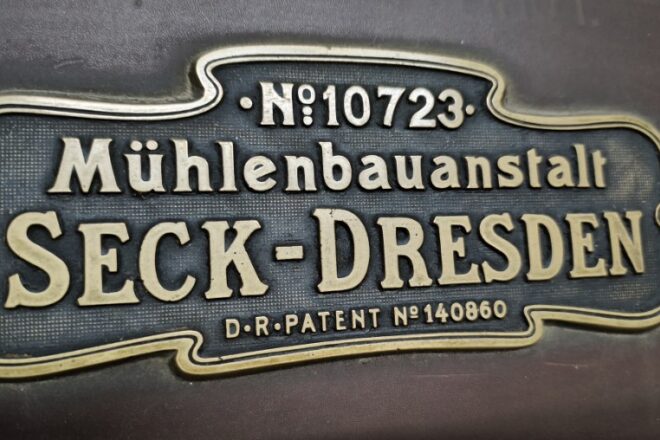 ·Nº 10723·
Mühlenbauanstalt
SECK-DRESDEN
D·R·PATENT Nº 140860